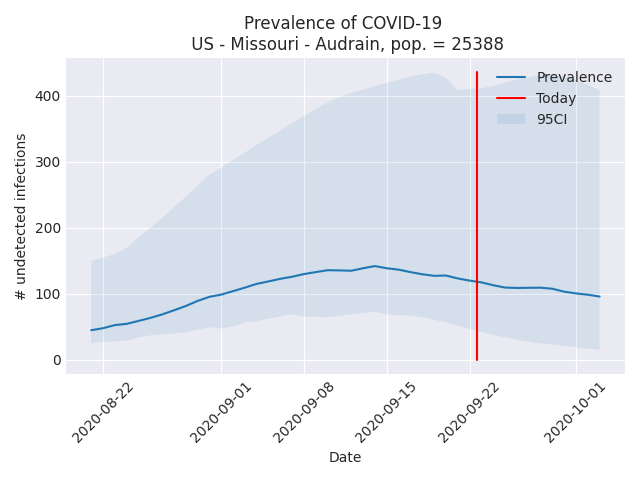 Prevalence of COVID-19
US - Missouri - Audrain, pop. = 25388
Prevalence
Today
95CI
# undetected infections
400
300
200
100
0
2020-08-22
2020-09-01
2020-09-08
2020-09-15
2020-09-22
2020-10-01
Date